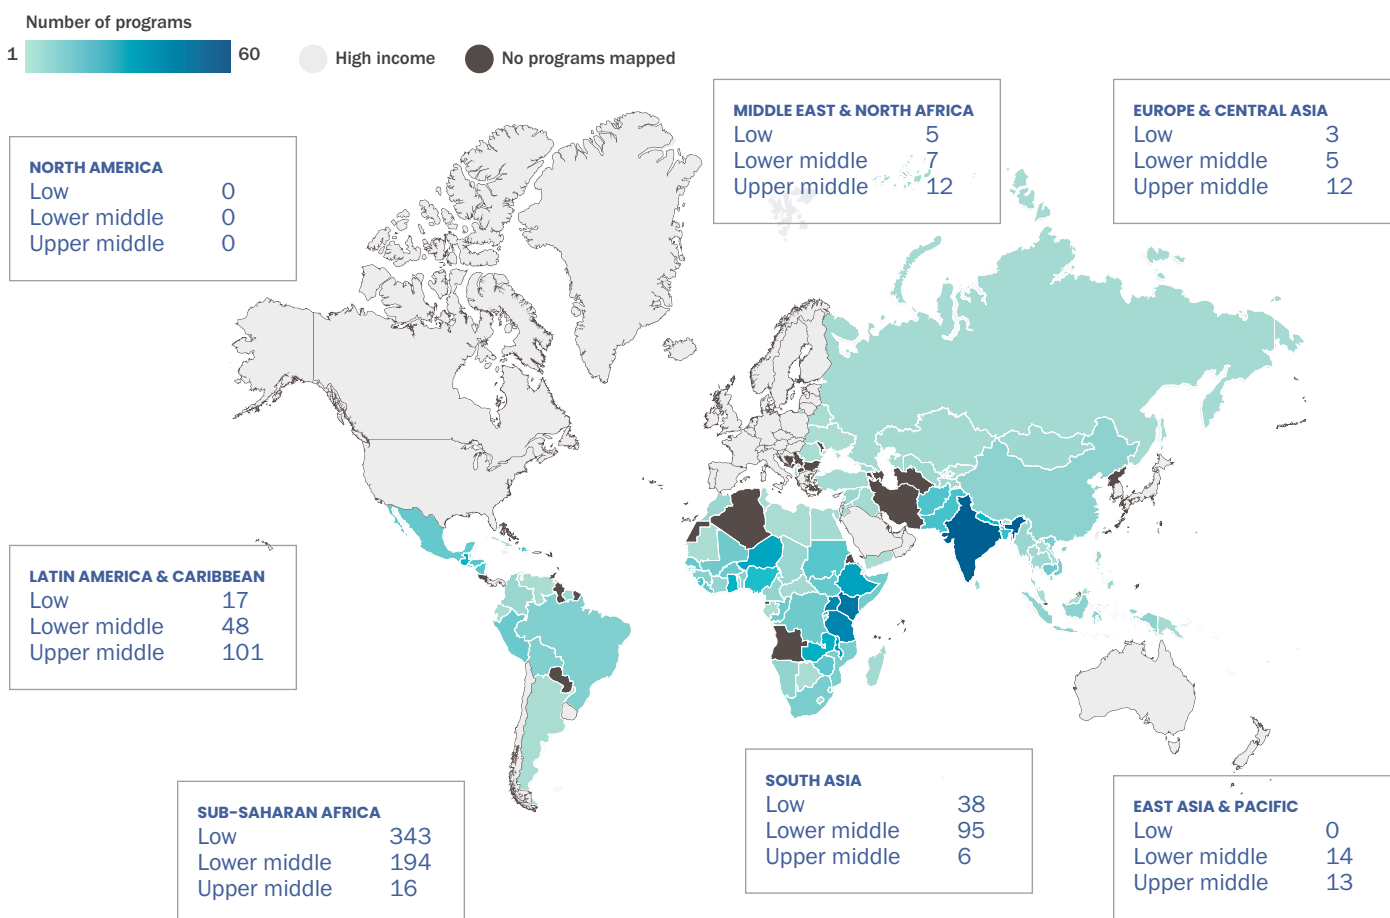 Number of programs
1 60
High income
No programs mapped
MIDDLE EAST & NORTH AFRICA
Low 5
Lower middle 7
Upper middle 12
EUROPE & CENTRAL ASIA
Low 3
Lower middle 5
Upper middle 12
NORTH AMERICA
Low 0
Lower middle 0
Upper middle 0
LATIN AMERICA & CARIBBEAN
Low 17
Lower middle 48
Upper middle 101
SOUTH ASIA
Low 38
Lower middle 95
Upper middle 6
SUB-SAHARAN AFRICA
Low 343
Lower middle 194
Upper middle 16
EAST ASIA & PACIFIC
Low 0
Lower middle 14
Upper middle 13